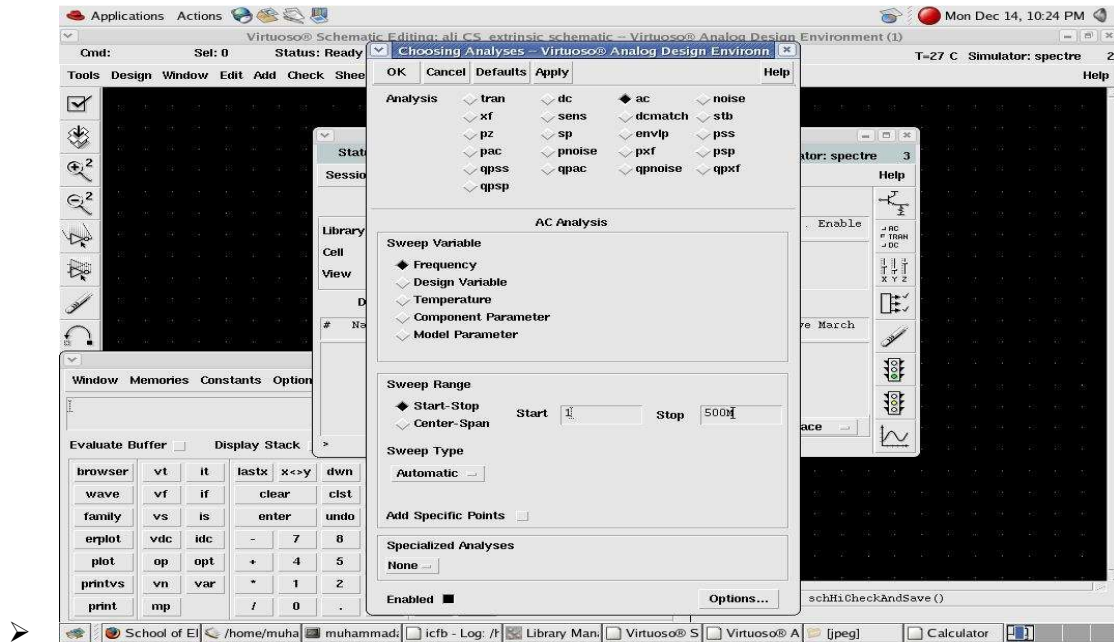 Applications Actions Mon Dec 14, 10:24 PM
Virtuoso® Schematic Editing: ali CS_extrinsic schematic – Virtuoso® Analog Design Environment (1)
Cmd: Sel: 0 Status: Ready T=27 C Simulator: spectre 2
Tools Design Window Edit Add Check Shee Help
Choosing Analyses – Virtuoso® Analog Design Environn
OK Cancel Defaults Apply Help
Analysis tran dc ac noise
xf sens dcmatch stb
pz sp envlp pss
pac pnoise pxf psp
qpss qpac qpnoise qpxf
qpsp
AC Analysis
Sweep Variable
Frequency
Design Variable
Temperature
Component Parameter
Model Parameter
Sweep Range
Start-Stop Start 1 Stop 500M
Center-Span
Sweep Type
Automatic
Add Specific Points
Specialized Analyses
None
Enabled Options...
Stat ator: spectre 3
Sessio Help
Library . Enable
Cell
View
D
# Na ve March
ace
>
AC
TRAN
DC
X Y Z
2
2
Window Memories Constants Option
Evaluate Buffer Display Stack
browser vt it lastx x<>y dwn
wave vf if clear clst
family vs is enter undo
erplot vdc idc - 7 8
plot op opt + 4 5
printvs vn var * 1 2
print mp / 0 .
schHiCheckAndSave()
School of El /home/muha muhammad: icfb - Log: /h Library Man: Virtuoso® S Virtuoso® A [jpeg] Calculator